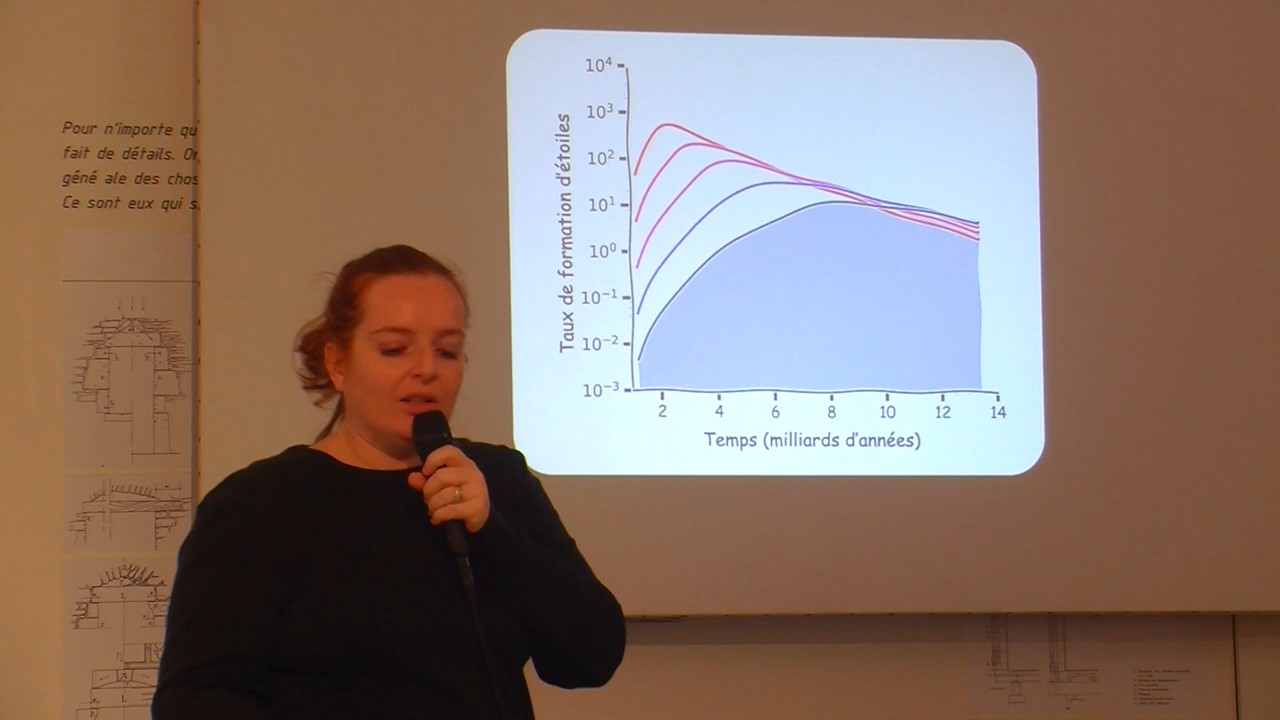 Pour n'importe qu
fait de détails. Or
géné ale des chos
Ce sont eux qui s
Taux de formation d'étoiles
10⁴
10³
10²
10¹
10⁰
10⁻¹
10⁻²
10⁻³
2 4 6 8 10 12 14
Temps (milliards d'années)